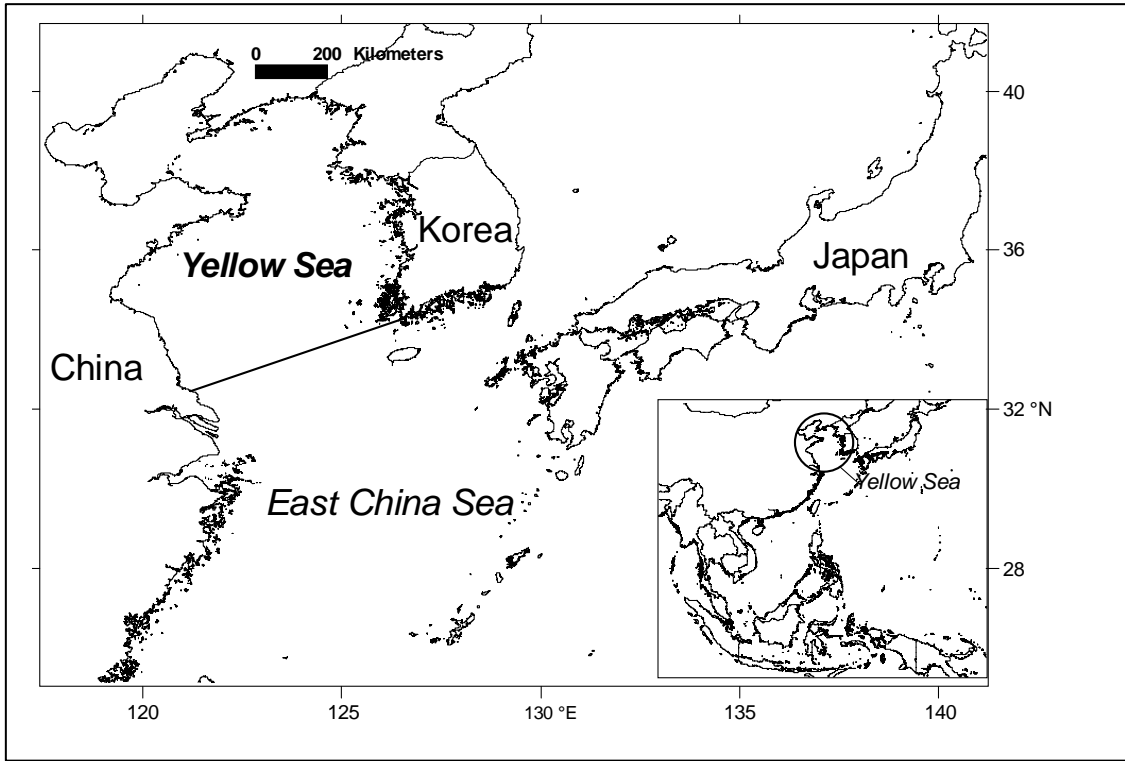 0 200 Kilometers
40
Korea
36
Yellow Sea
Japan
China
32 °N
Yellow Sea
East China Sea
28
120 125 130 °E 135 140